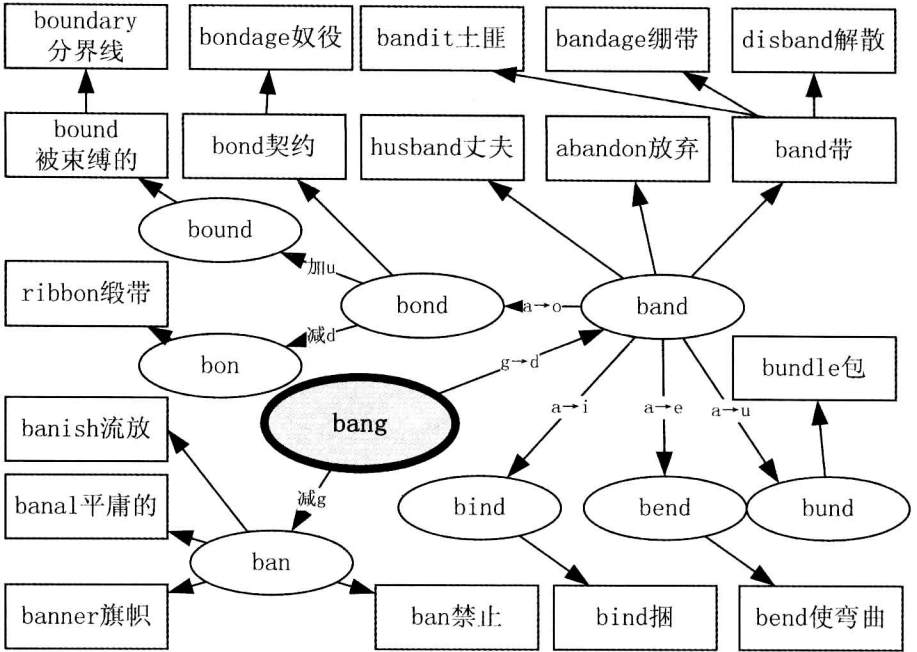 boundary
分界线
bondage奴役
bandit土匪
bandage绷带
disband解散
bound
被束缚的
bond契约
husband丈夫
abandon放弃
band带
bound
加u
ribbon缎带
bond
a→o
band
减d
bon
g→d
bundle包
bang
a→i
a→e
a→u
banish流放
减g
banal平庸的
bind
bend
bund
ban
banner旗帜
ban禁止
bind捆
bend使弯曲